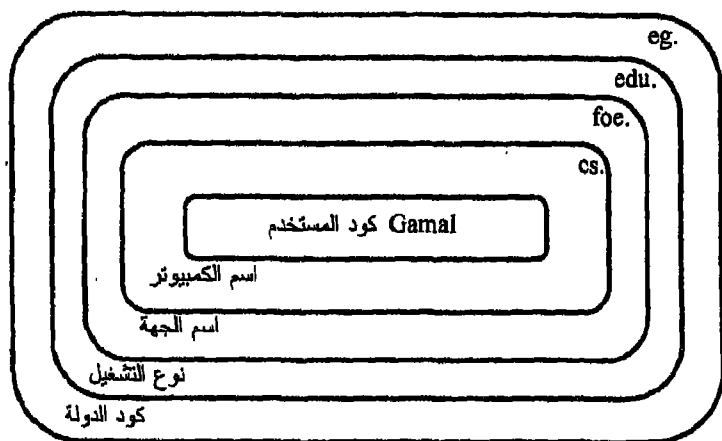 eg.
edu.
foe.
cs.
كود المستخدم Gamal
اسم الكمبيوتر
اسم الجهة
نوع التشغيل
كود الدولة